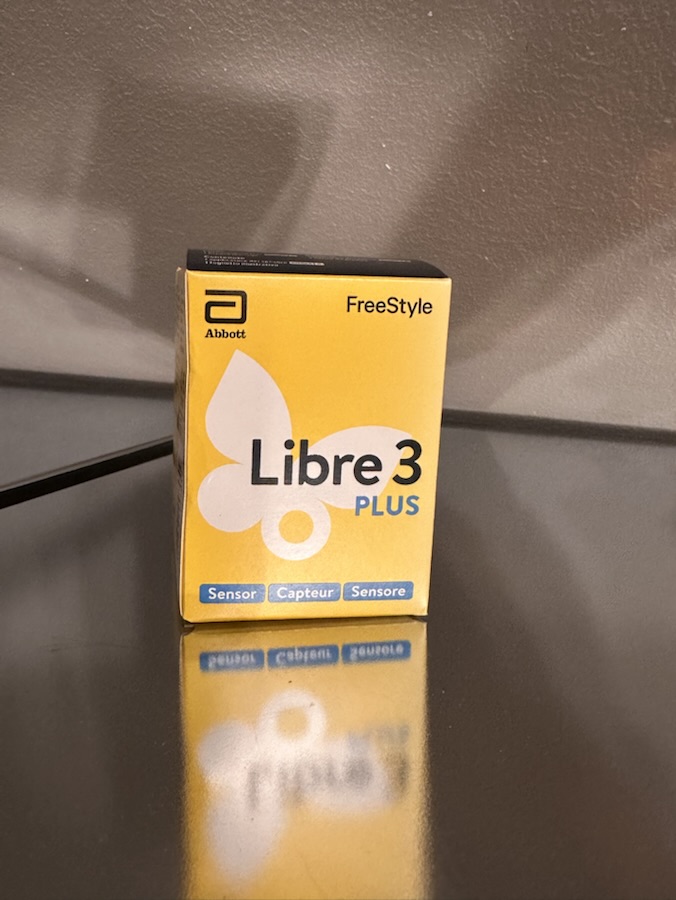 FreeStyle
Abbott
Libre 3
PLUS
Sensor Capteur Sensore